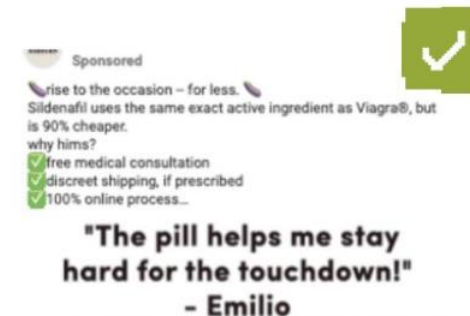 Sponsored
🍆rise to the occasion – for less. 🍆
Sildenafil uses the same exact active ingredient as Viagra®, but
is 90% cheaper.
why hims?
✅free medical consultation
✅discreet shipping, if prescribed
✅100% online process...
"The pill helps me stay
hard for the touchdown!"
– Emilio